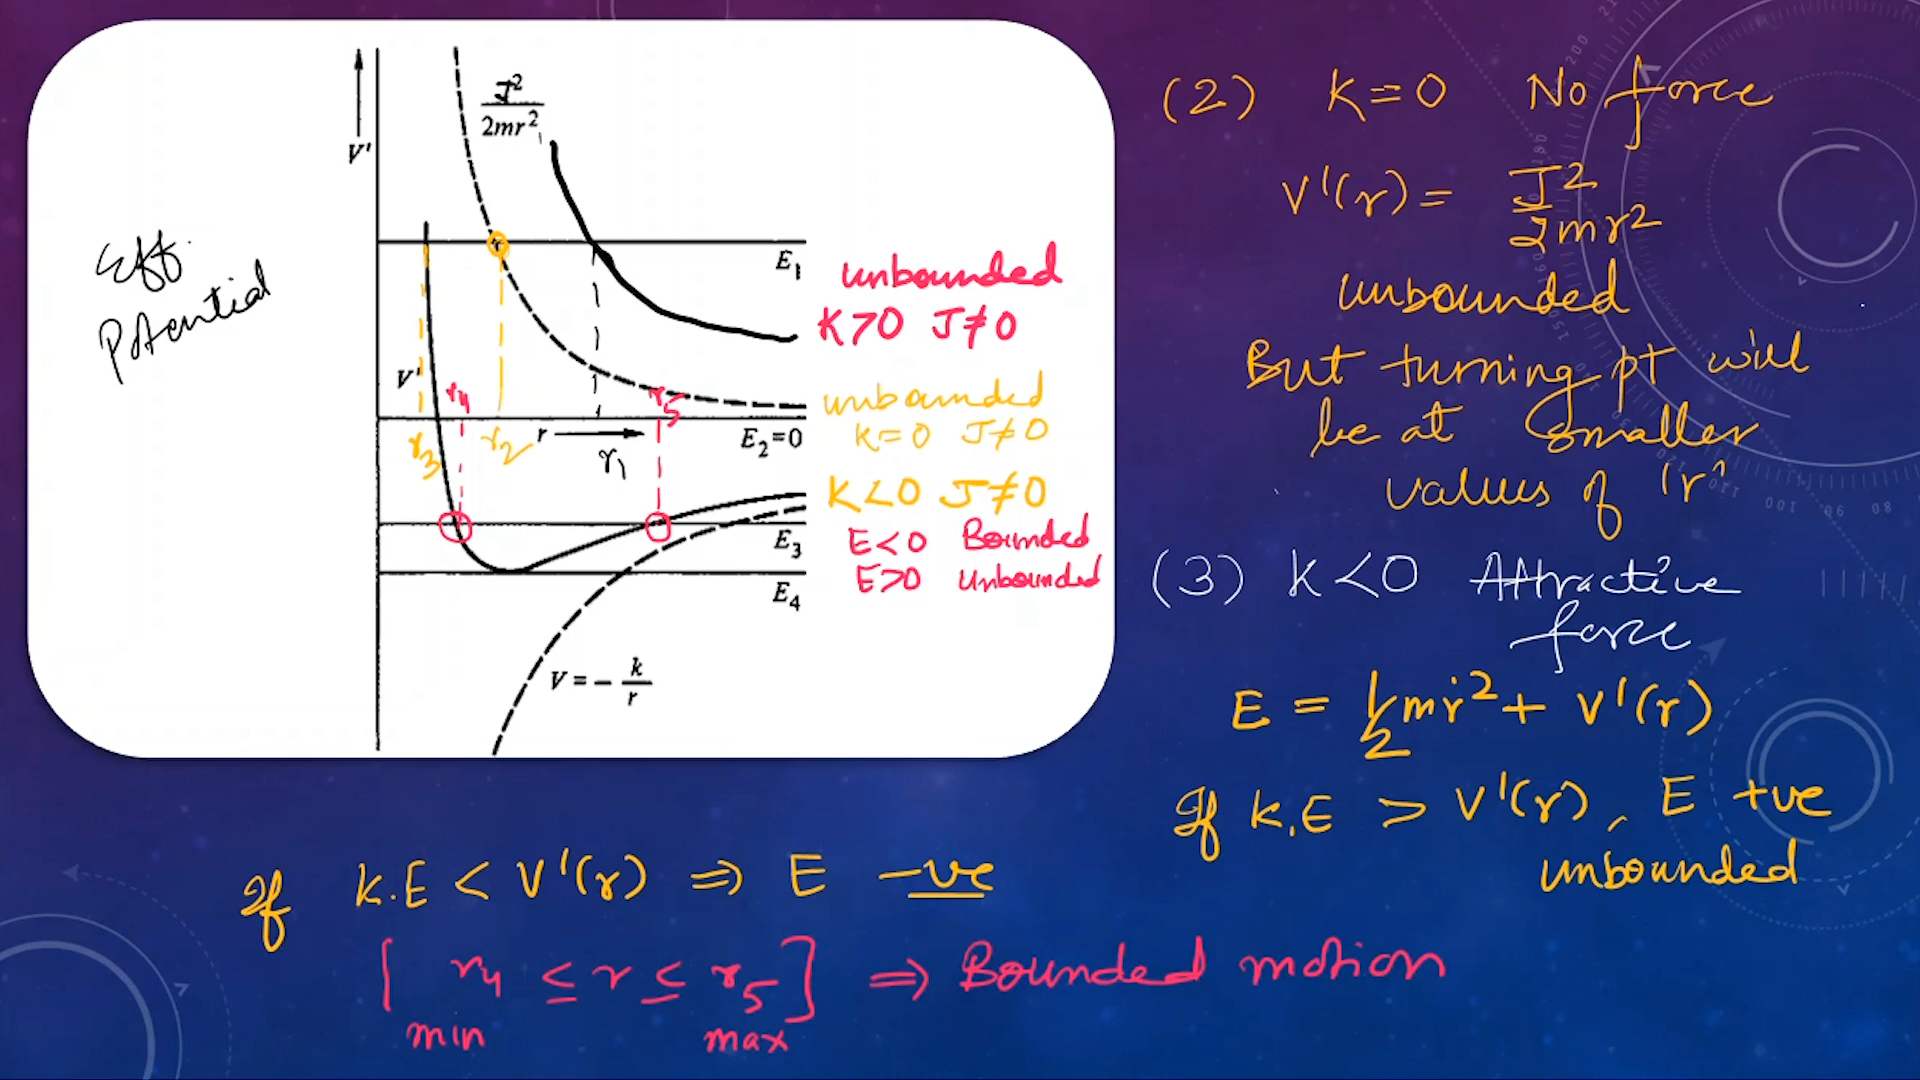 J²/2mr²
V'
Eff.
Potential
E₁
unbounded
K>0 J≠0
V'
r₄
r₅
unbounded
K=0 J≠0
r₃
r₂
r
r₁
E₂=0
K<0 J≠0
E₃
E<0 Bounded
E>0 Unbounded
E₄
V = - k/r
(2) K=0 No force
V'(r) = J²/2mr²
unbounded
But turning pt will
be at smaller
values of 'r'
(3) K<0 Attractive
force
E = 1/2 mṙ² + V'(r)
If K.E > V'(r), E +ve
unbounded
If K.E < V'(r) ⇒ E -ve
[ r₄ ≤ r ≤ r₅ ] ⇒ Bounded motion
min max